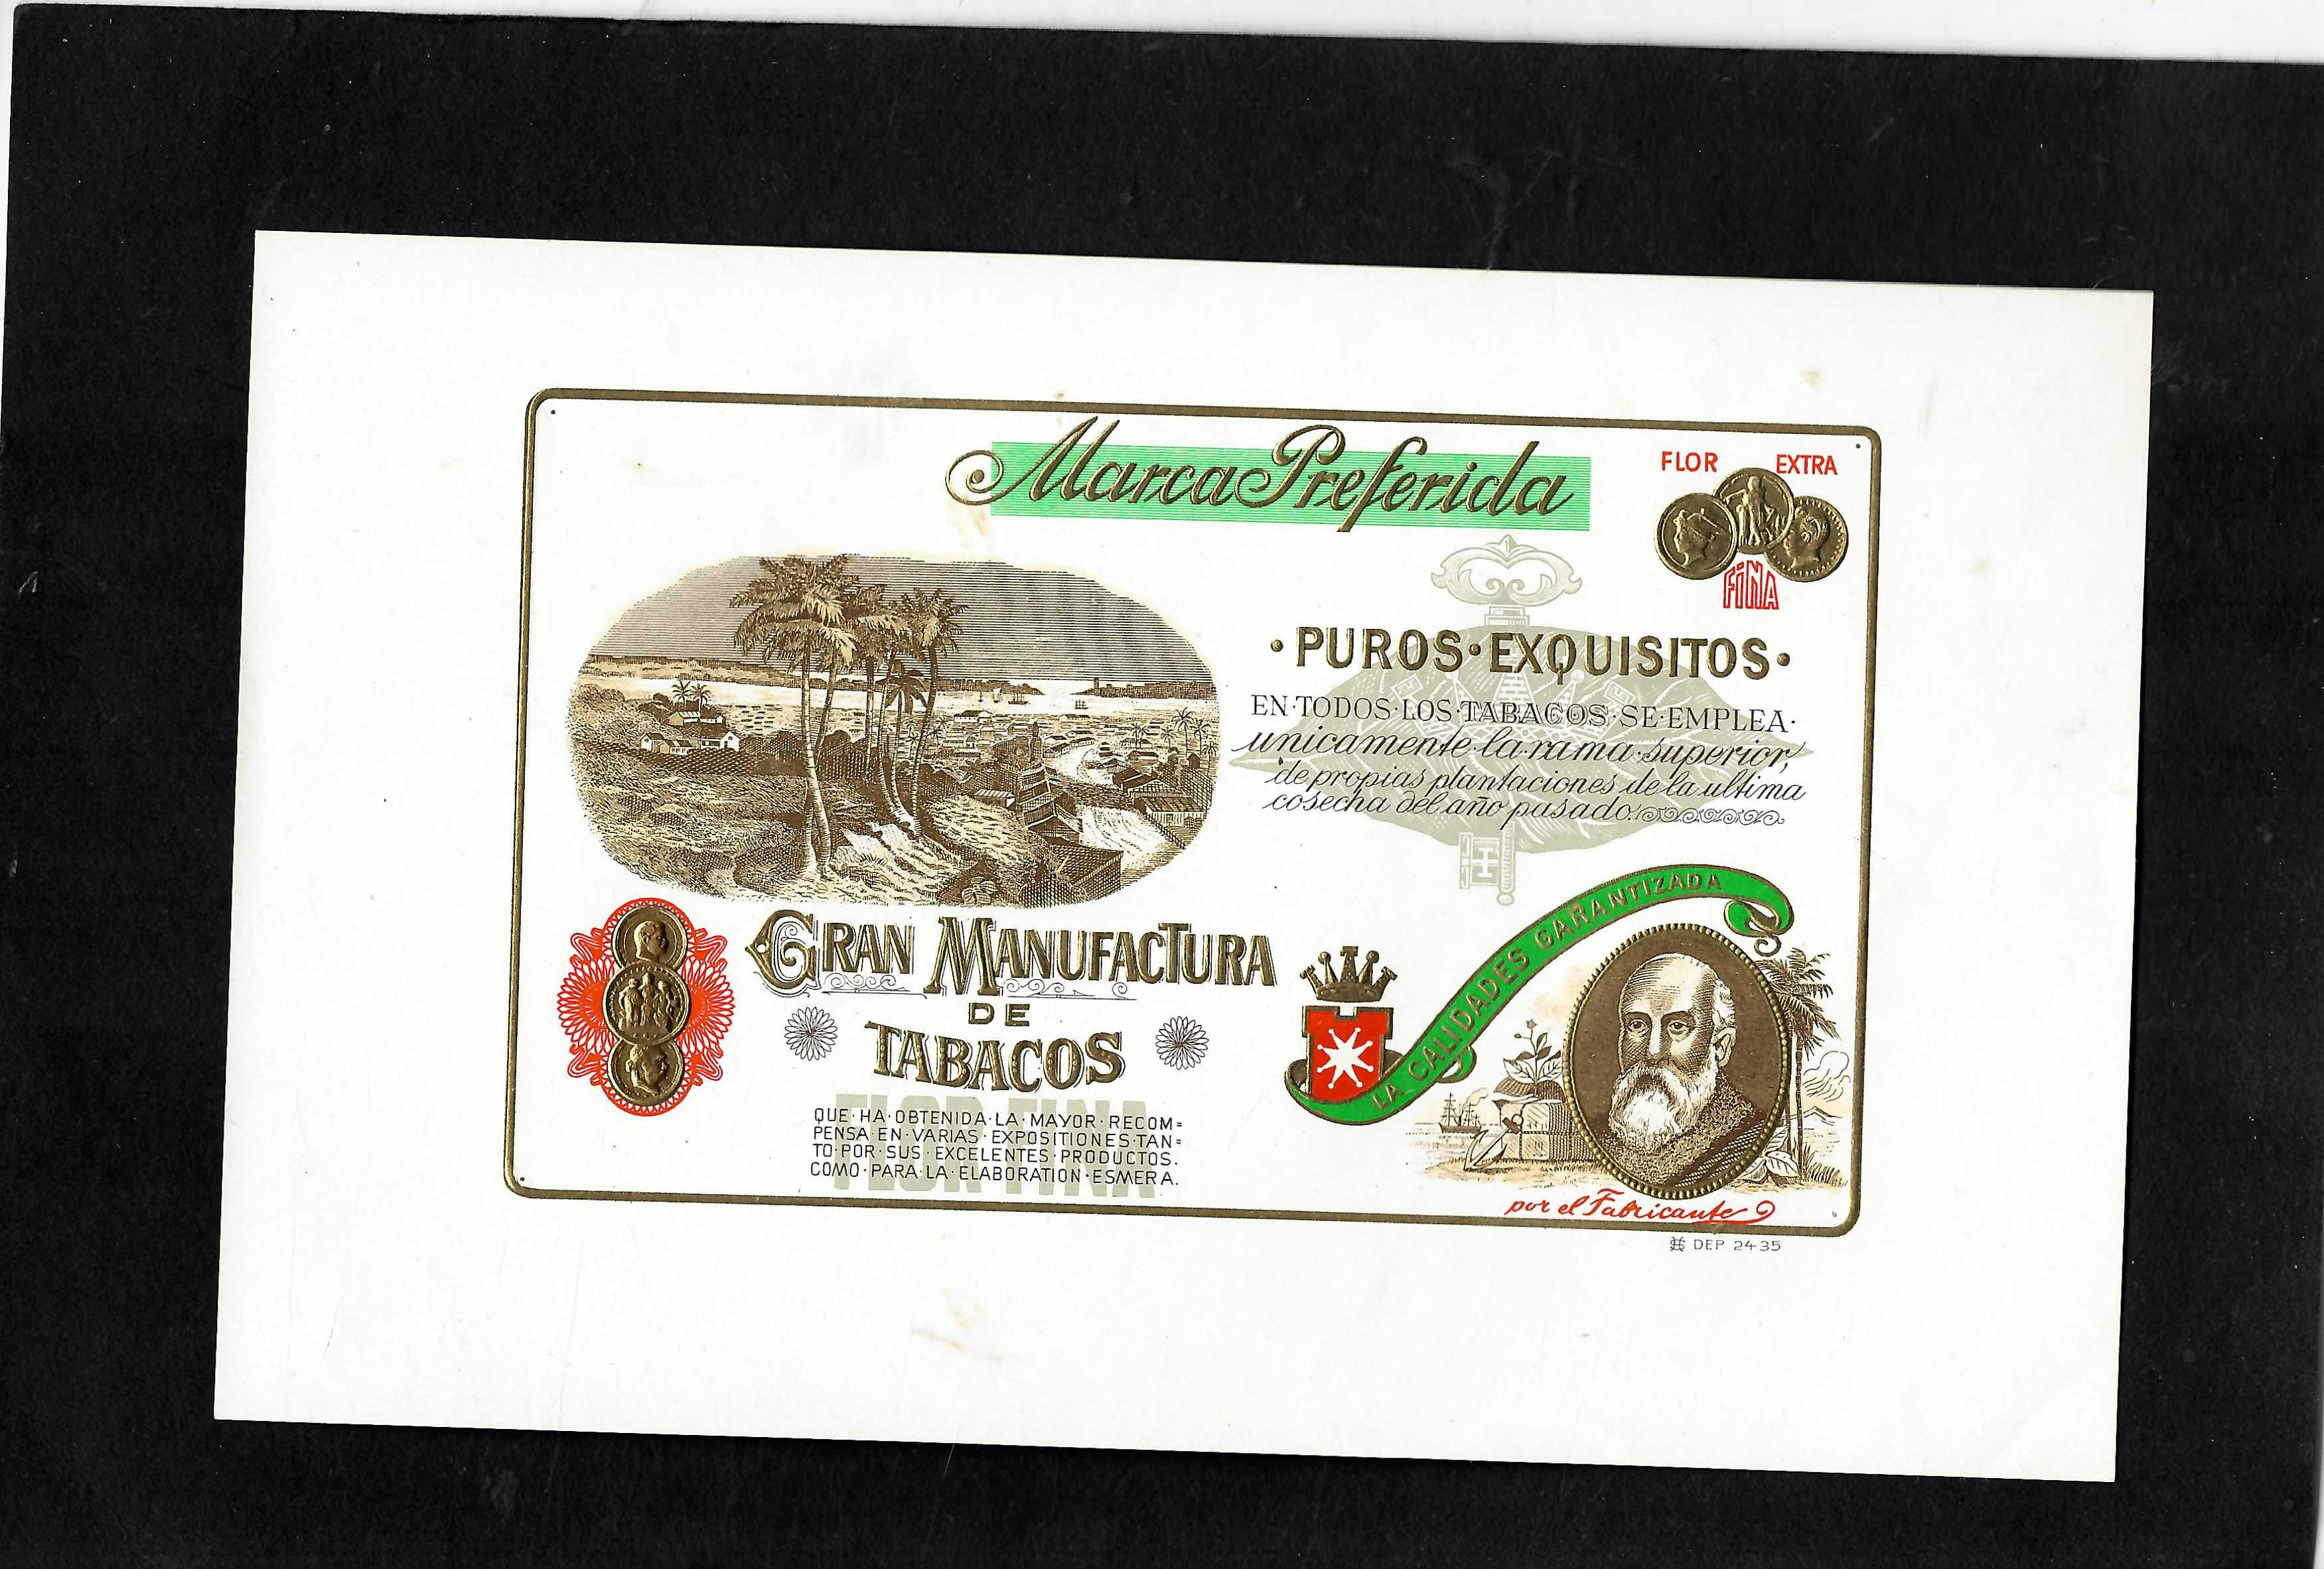 Marca Preferida
FLOR EXTRA
FINA
·PUROS·EXQUISITOS·
EN·TODOS·LOS·TABACOS·SE·EMPLEA·
unicamente·la·rama·superior,
de propias plantaciones de la ultima
cosecha del año pasado.
GRAN MANUFACTURA
DE
TABACOS
FLOR FINA
QUE·HA·OBTENIDA·LA·MAYOR·RECOM=
PENSA·EN·VARIAS·EXPOSITIONES·TAN=
TO·POR·SUS·EXCELENTES·PRODUCTOS.
COMO·PARA·LA·ELABORATION·ESMERA.
LA CALIDADES GARANTIZADA
por el Fabricante
DEP 2435